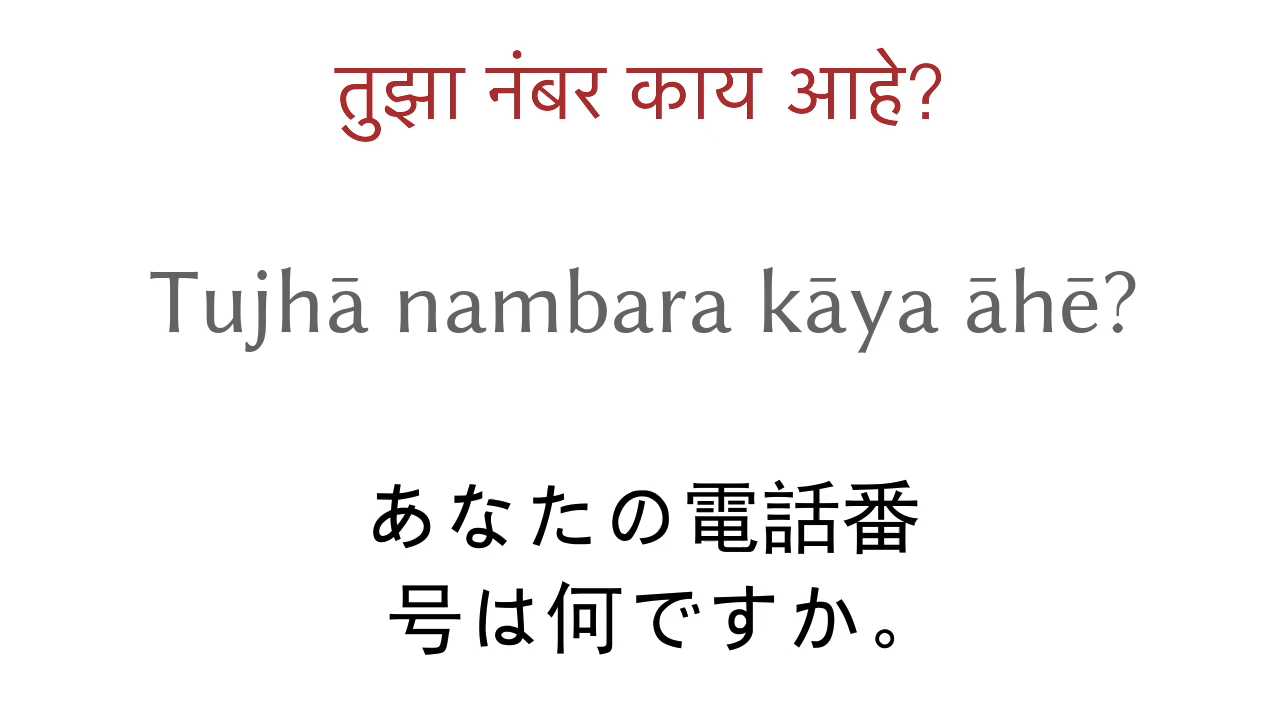 तुझा नंबर काय आहे?
Tujhā nambara kāya āhē?
あなたの電話番
号は何ですか。